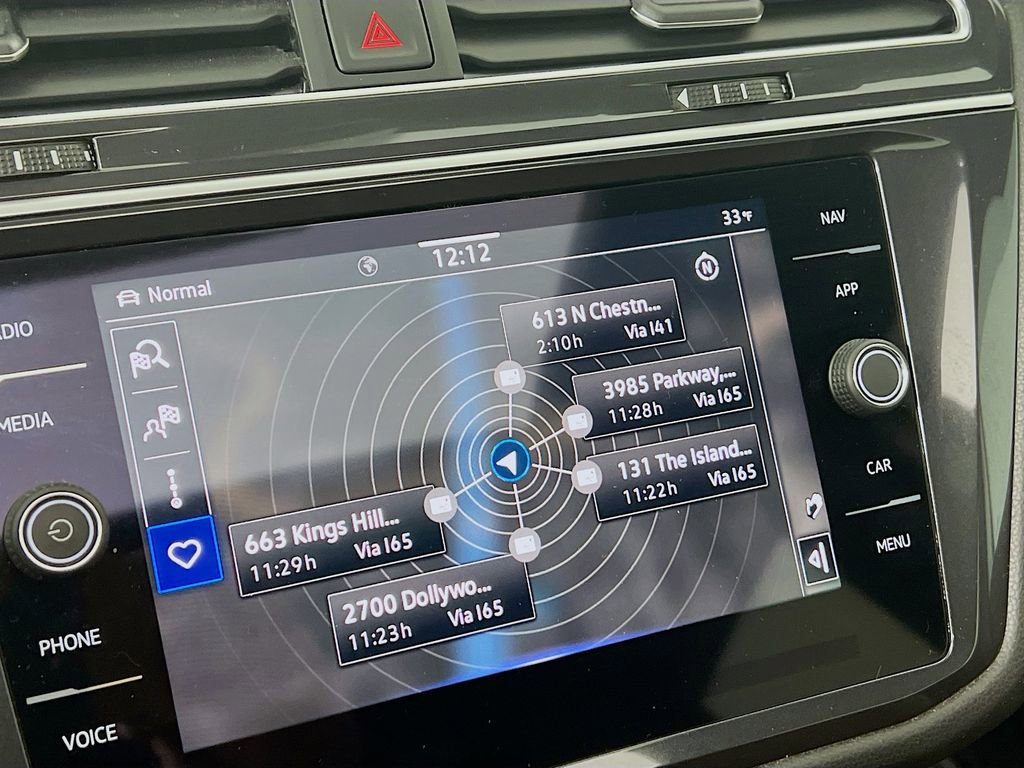 NAV
33°F
12:12
N
Normal
APP
ADIO
613 N Chestn...
2:10h Via I41
MEDIA
3985 Parkway,...
11:28h Via I65
131 The Island...
11:22h Via I65
CAR
663 Kings Hill...
11:29h Via I65
MENU
2700 Dollywo...
11:23h Via I65
PHONE
VOICE